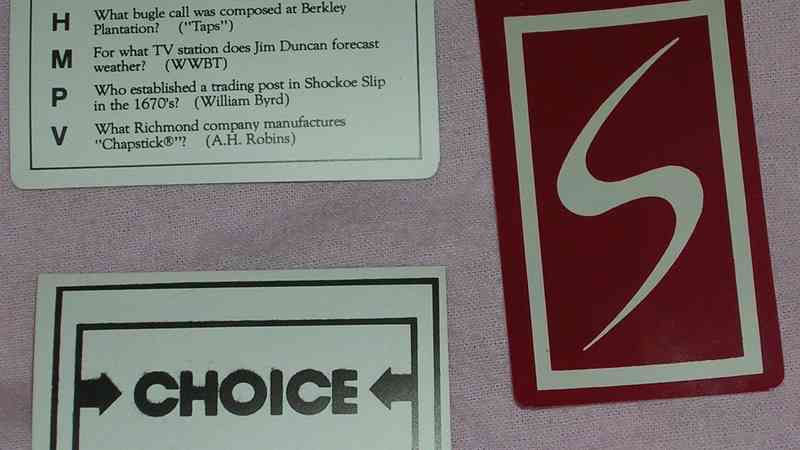 H What bugle call was composed at Berkley
Plantation? ("Taps")
M For what TV station does Jim Duncan forecast
weather? (WWBT)
P Who established a trading post in Shockoe Slip
in the 1670's? (William Byrd)
V What Richmond company manufactures
"Chapstick®"? (A.H. Robins)
S
CHOICE